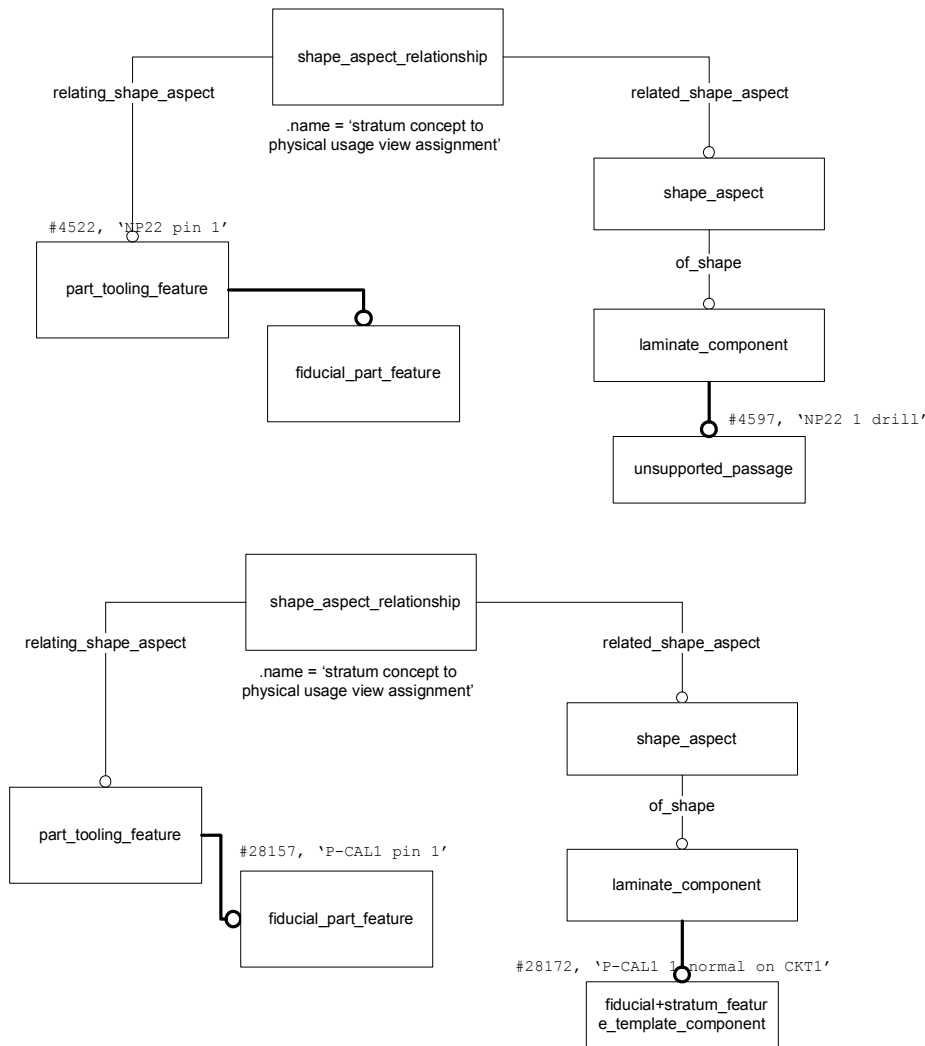 shape_aspect_relationship
relating_shape_aspect
related_shape_aspect
.name = ‘stratum concept to
physical usage view assignment’
shape_aspect
#4522, ‘NP22 pin 1’
of_shape
part_tooling_feature
laminate_component
fiducial_part_feature
#4597, ‘NP22 1 drill’
unsupported_passage
shape_aspect_relationship
relating_shape_aspect
related_shape_aspect
.name = ‘stratum concept to
physical usage view assignment’
shape_aspect
of_shape
part_tooling_feature
#28157, ‘P-CAL1 pin 1’
laminate_component
fiducial_part_feature
#28172, ‘P-CAL1 1 normal on CKT1’
fiducial+stratum_featur
e_template_component